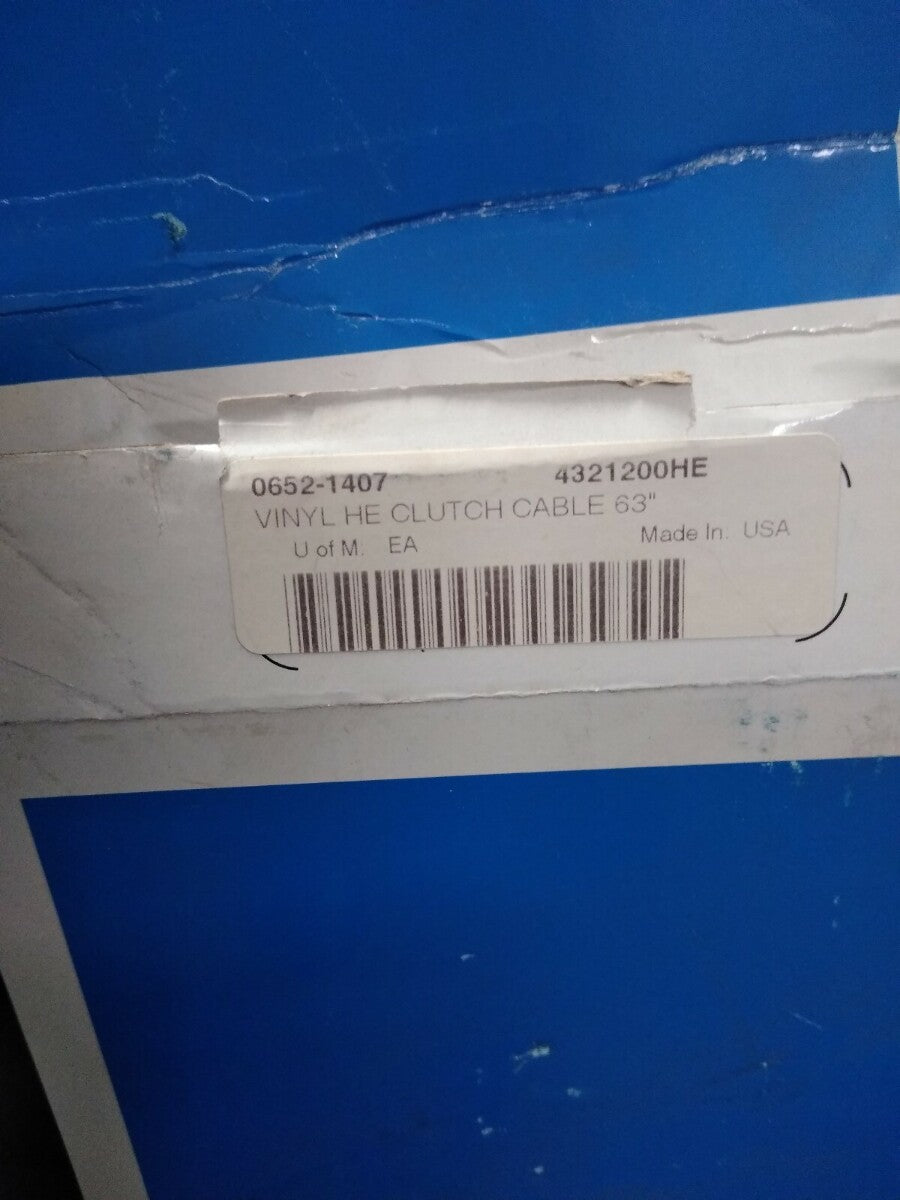 0652-1407 4321200HE
VINYL HE CLUTCH CABLE 63"
U of M. EA Made In. USA